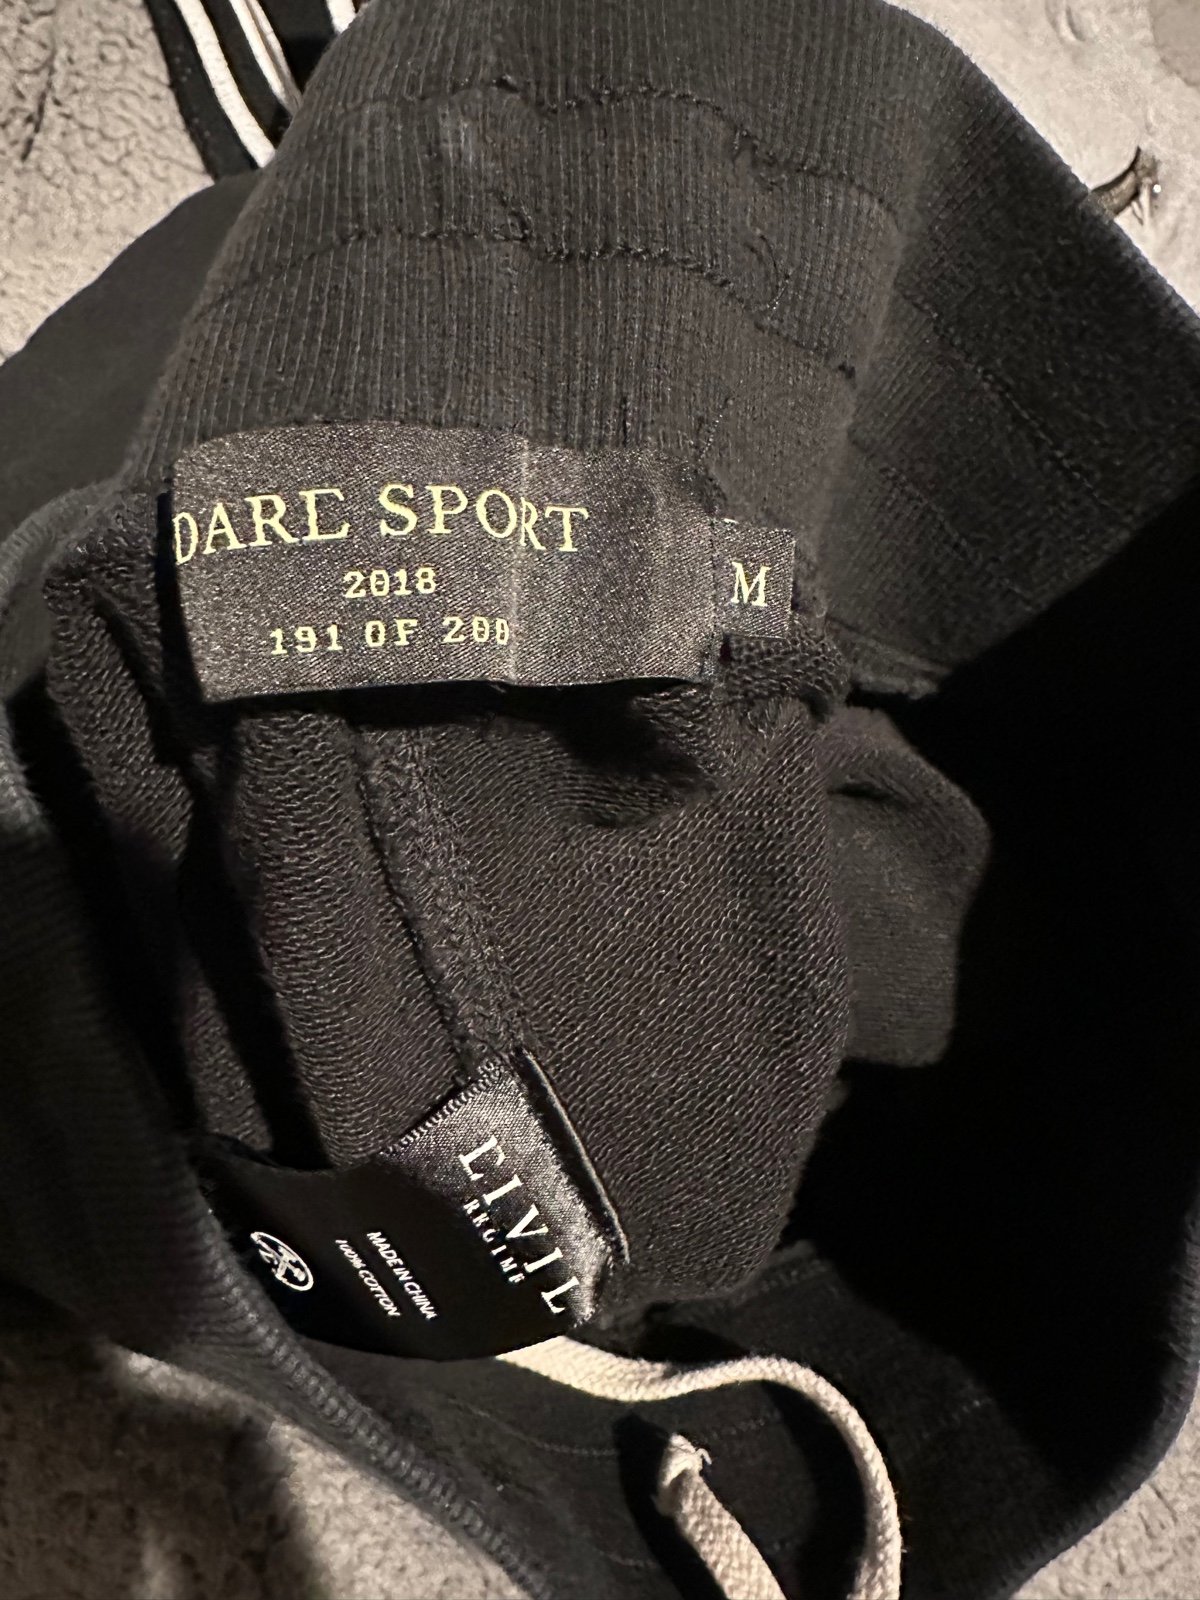 DARE SPORT
2018
191 OF 200
M
CIVIL
REGIME
MADE IN CHINA
100% COTTON